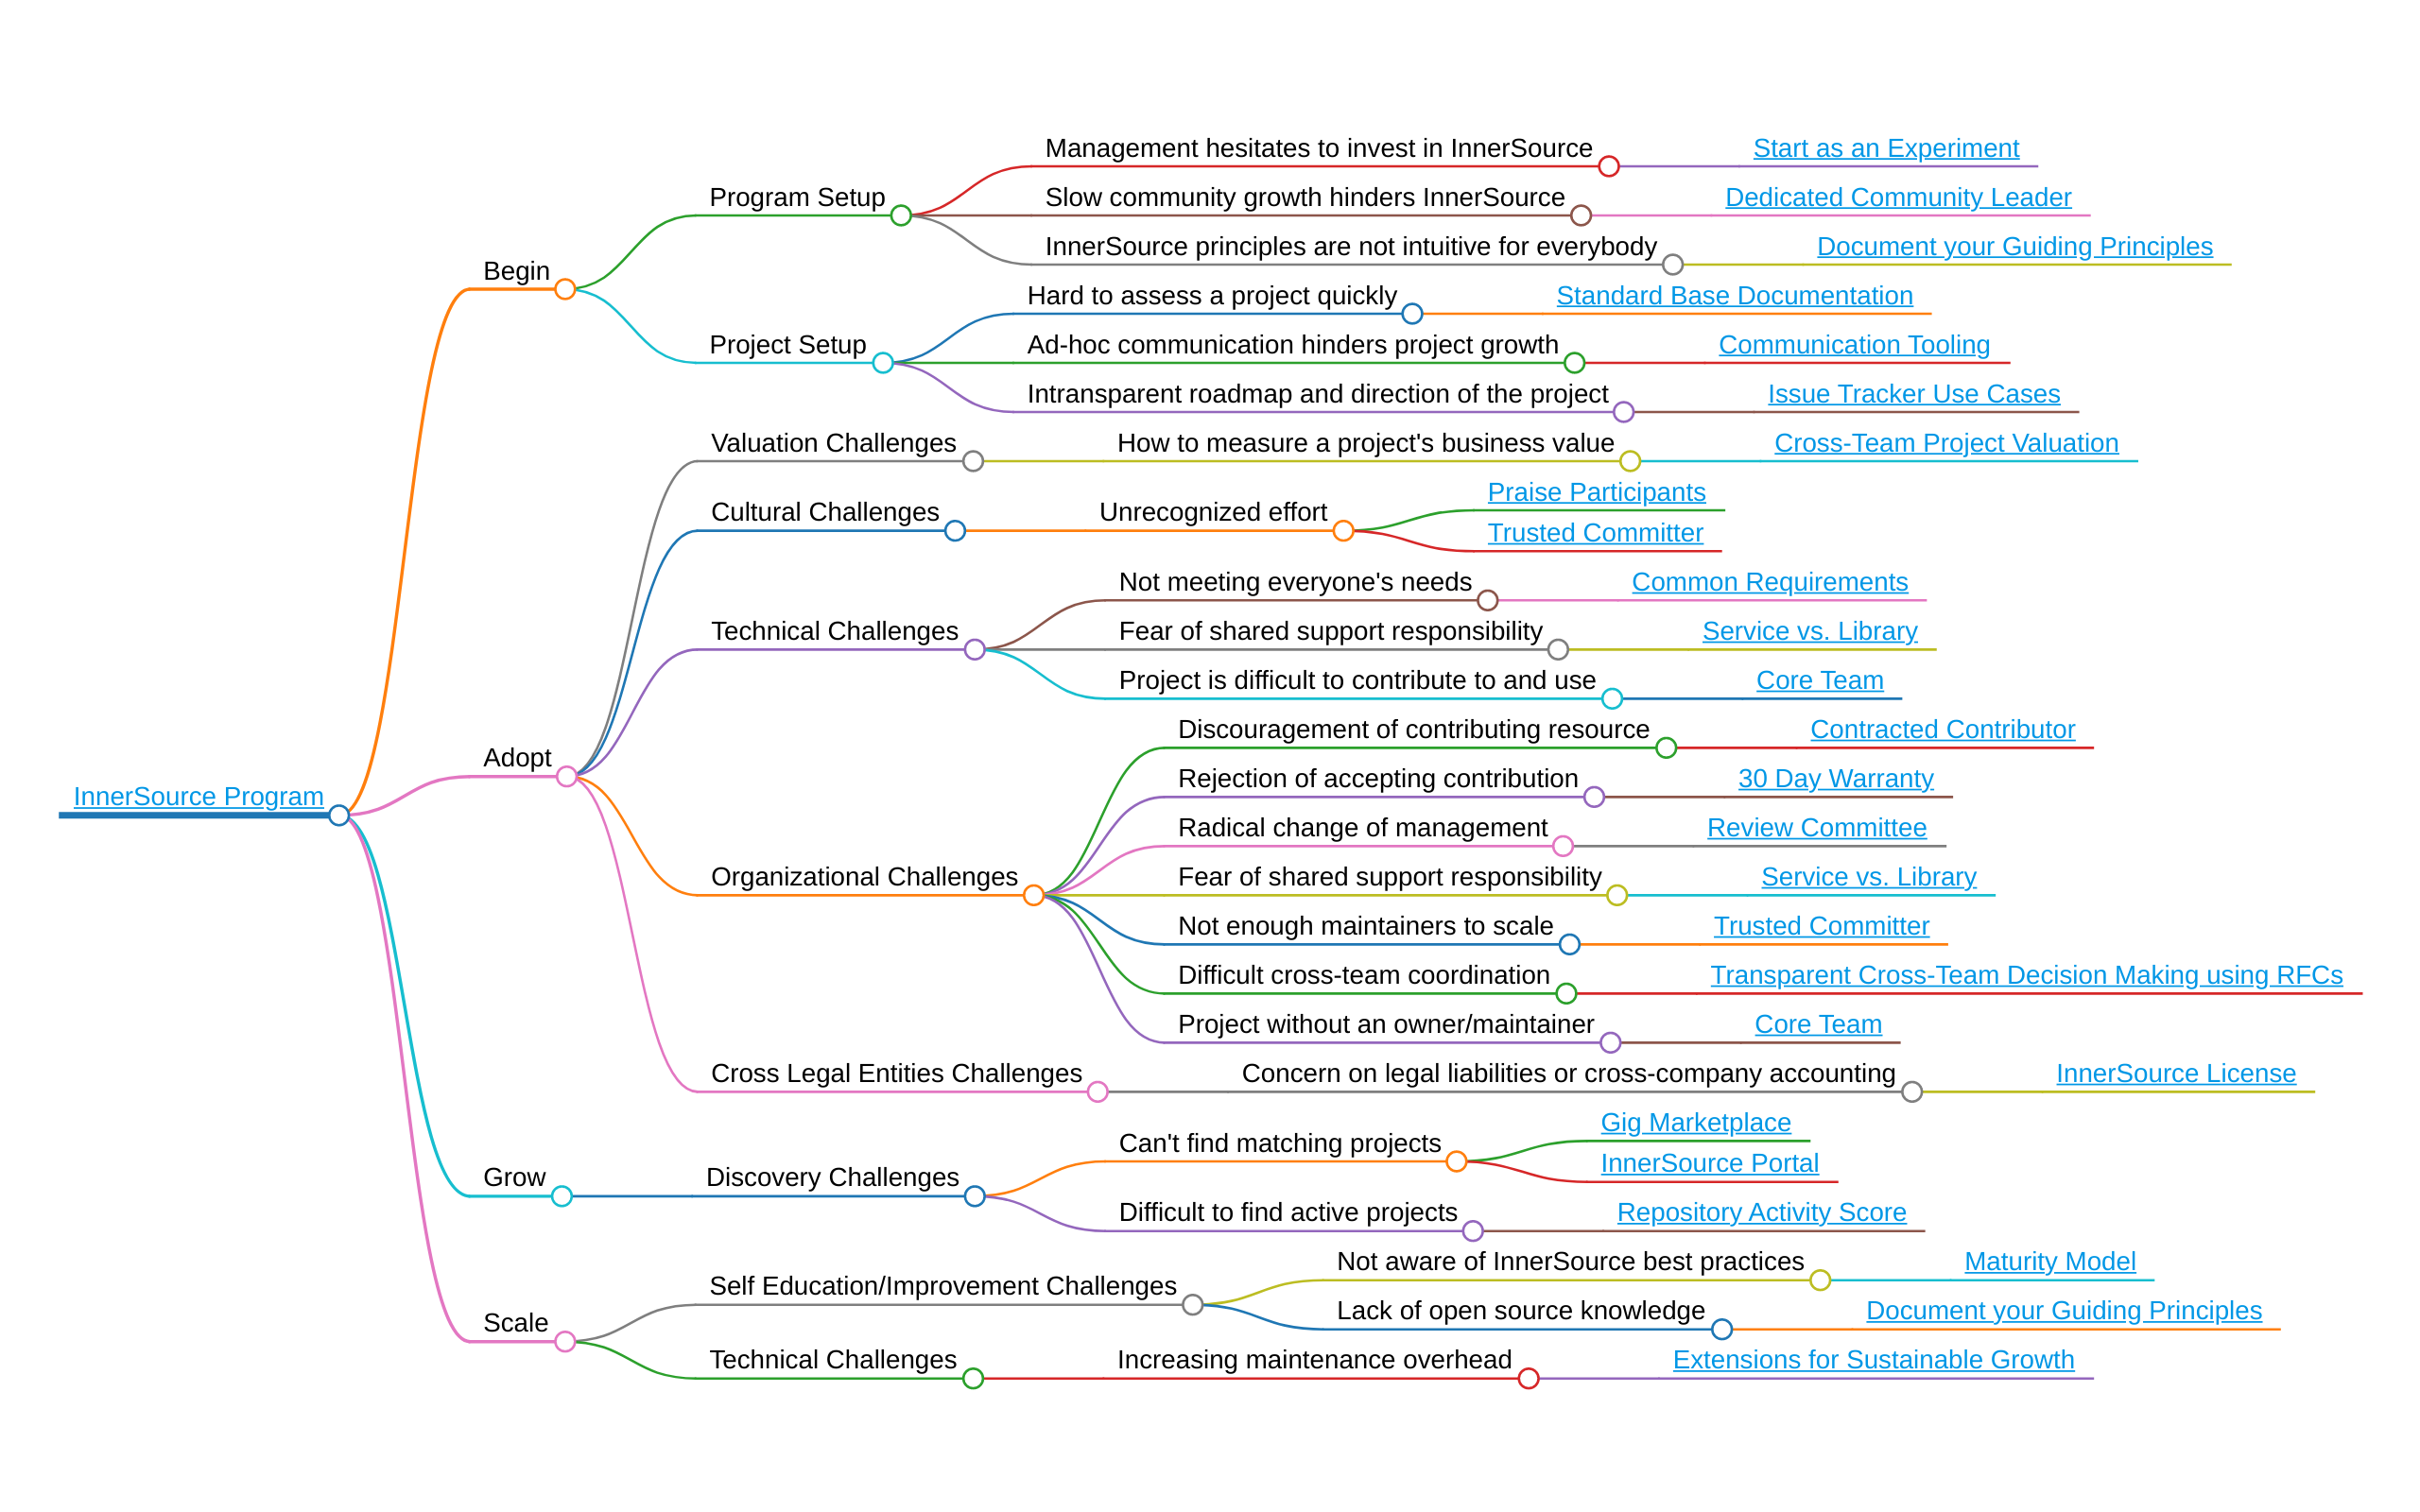 InnerSource Program
Begin
Program Setup
Management hesitates to invest in InnerSource
Start as an Experiment
Slow community growth hinders InnerSource
Dedicated Community Leader
InnerSource principles are not intuitive for everybody
Document your Guiding Principles
Project Setup
Hard to assess a project quickly
Standard Base Documentation
Ad-hoc communication hinders project growth
Communication Tooling
Intransparent roadmap and direction of the project
Issue Tracker Use Cases
Adopt
Valuation Challenges
How to measure a project's business value
Cross-Team Project Valuation
Cultural Challenges
Unrecognized effort
Praise Participants
Trusted Committer
Technical Challenges
Not meeting everyone's needs
Common Requirements
Fear of shared support responsibility
Service vs. Library
Project is difficult to contribute to and use
Core Team
Organizational Challenges
Discouragement of contributing resource
Contracted Contributor
Rejection of accepting contribution
30 Day Warranty
Radical change of management
Review Committee
Fear of shared support responsibility
Service vs. Library
Not enough maintainers to scale
Trusted Committer
Difficult cross-team coordination
Transparent Cross-Team Decision Making using RFCs
Project without an owner/maintainer
Core Team
Cross Legal Entities Challenges
Concern on legal liabilities or cross-company accounting
InnerSource License
Grow
Discovery Challenges
Can't find matching projects
Gig Marketplace
InnerSource Portal
Difficult to find active projects
Repository Activity Score
Scale
Self Education/Improvement Challenges
Not aware of InnerSource best practices
Maturity Model
Lack of open source knowledge
Document your Guiding Principles
Technical Challenges
Increasing maintenance overhead
Extensions for Sustainable Growth